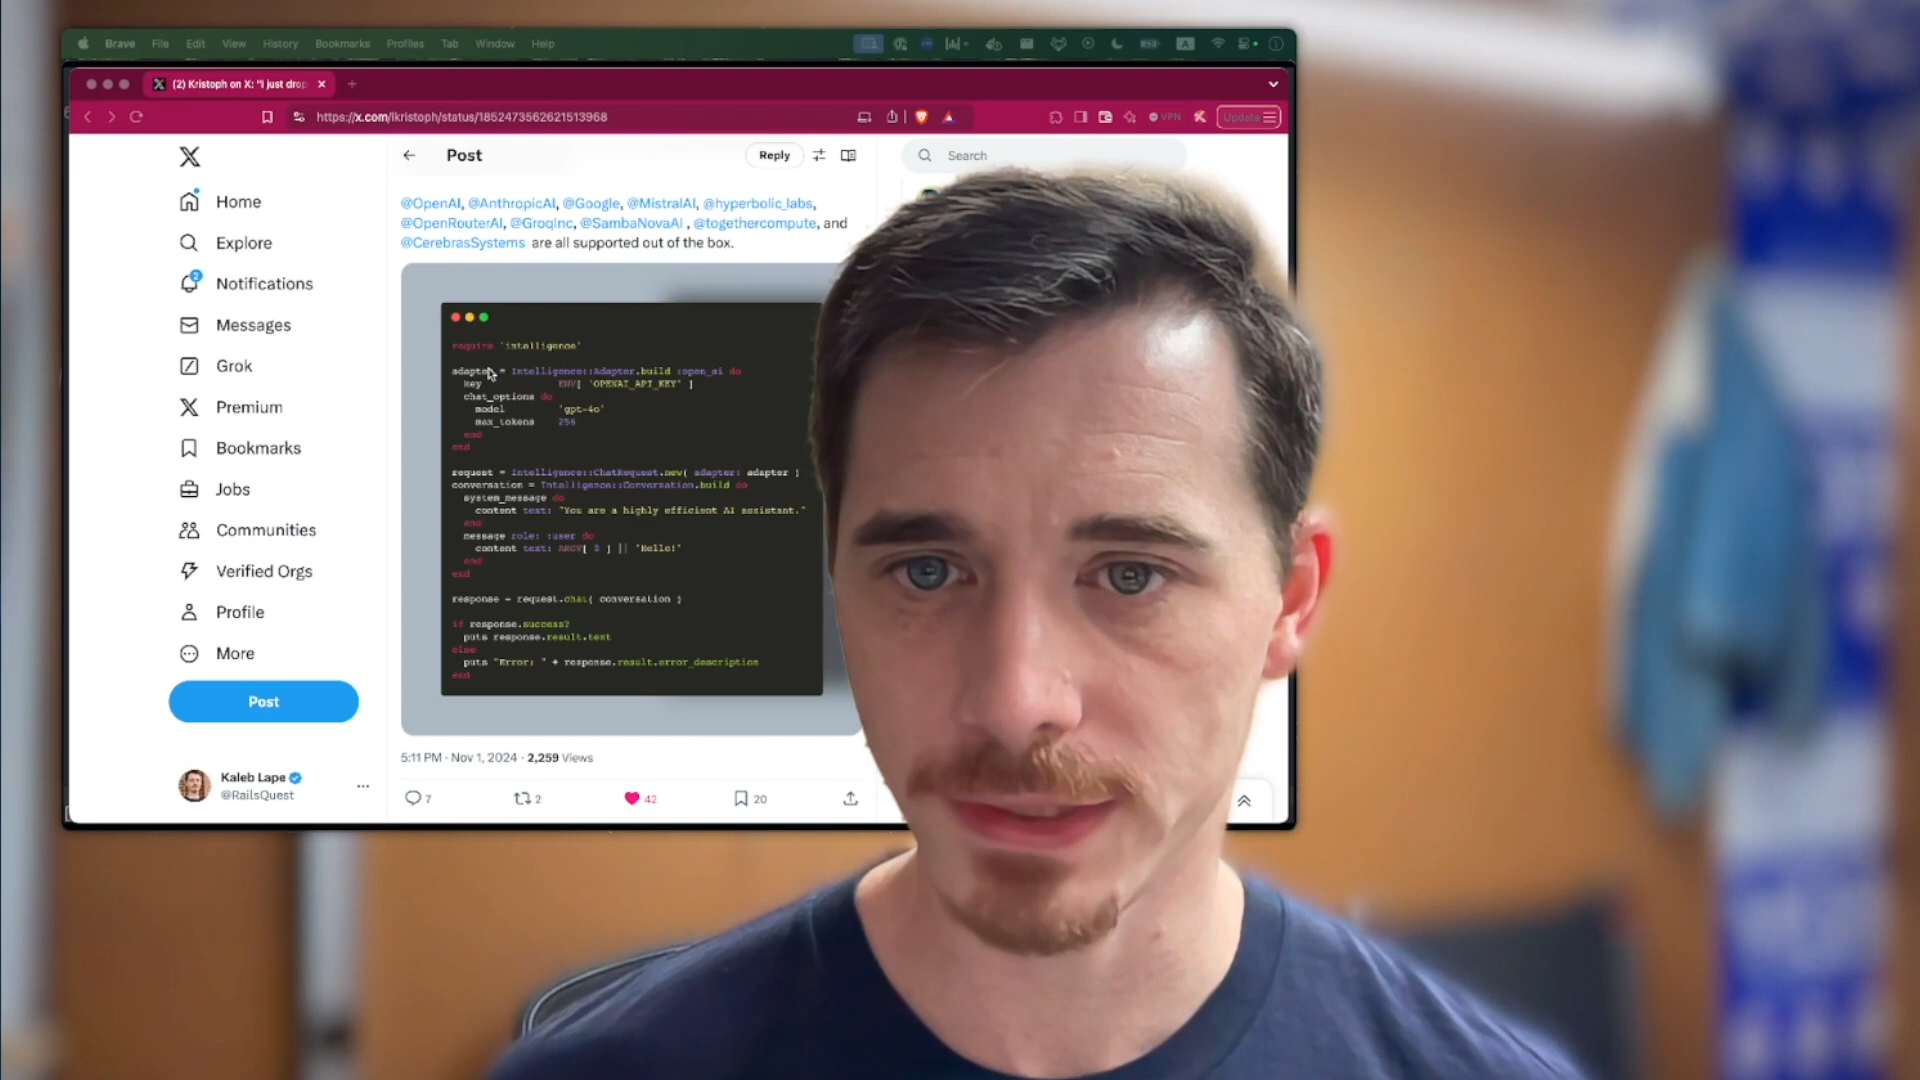 Brave File Edit View History Bookmarks Profiles Tab Window Help
(2) Kristoph on X: "I just drop
https://x.com/ikristoph/status/1852473562621513968
VPN
Update
Post
Reply
Search
Home
Explore
2
Notifications
Messages
Grok
Premium
Bookmarks
Jobs
Communities
Verified Orgs
Profile
More
Post
Kaleb Lape
@RailsQuest
@OpenAI, @AnthropicAI, @Google, @MistralAI, @hyperbolic_labs,
@OpenRouterAI, @GroqInc, @SambaNovaAI , @togethercompute, and
@CerebrasSystems are all supported out of the box.
require 'intelligence'
adapter = Intelligence::Adapter.build :open_ai do
key ENV[ 'OPENAI_API_KEY' ]
chat_options do
model 'gpt-4o'
max_tokens 256
end
end
request = Intelligence::ChatRequest.new( adapter: adapter )
conversation = Intelligence::Conversation.build do
system_message do
content text: "You are a highly efficient AI assistant."
end
message role: :user do
content text: ARGV[ 0 ] || 'Hello!'
end
end
response = request.chat( conversation )
if response.success?
puts response.result.text
else
puts "Error: " + response.result.error_description
end
5:11 PM · Nov 1, 2024 · 2,259 Views
7
2
42
20